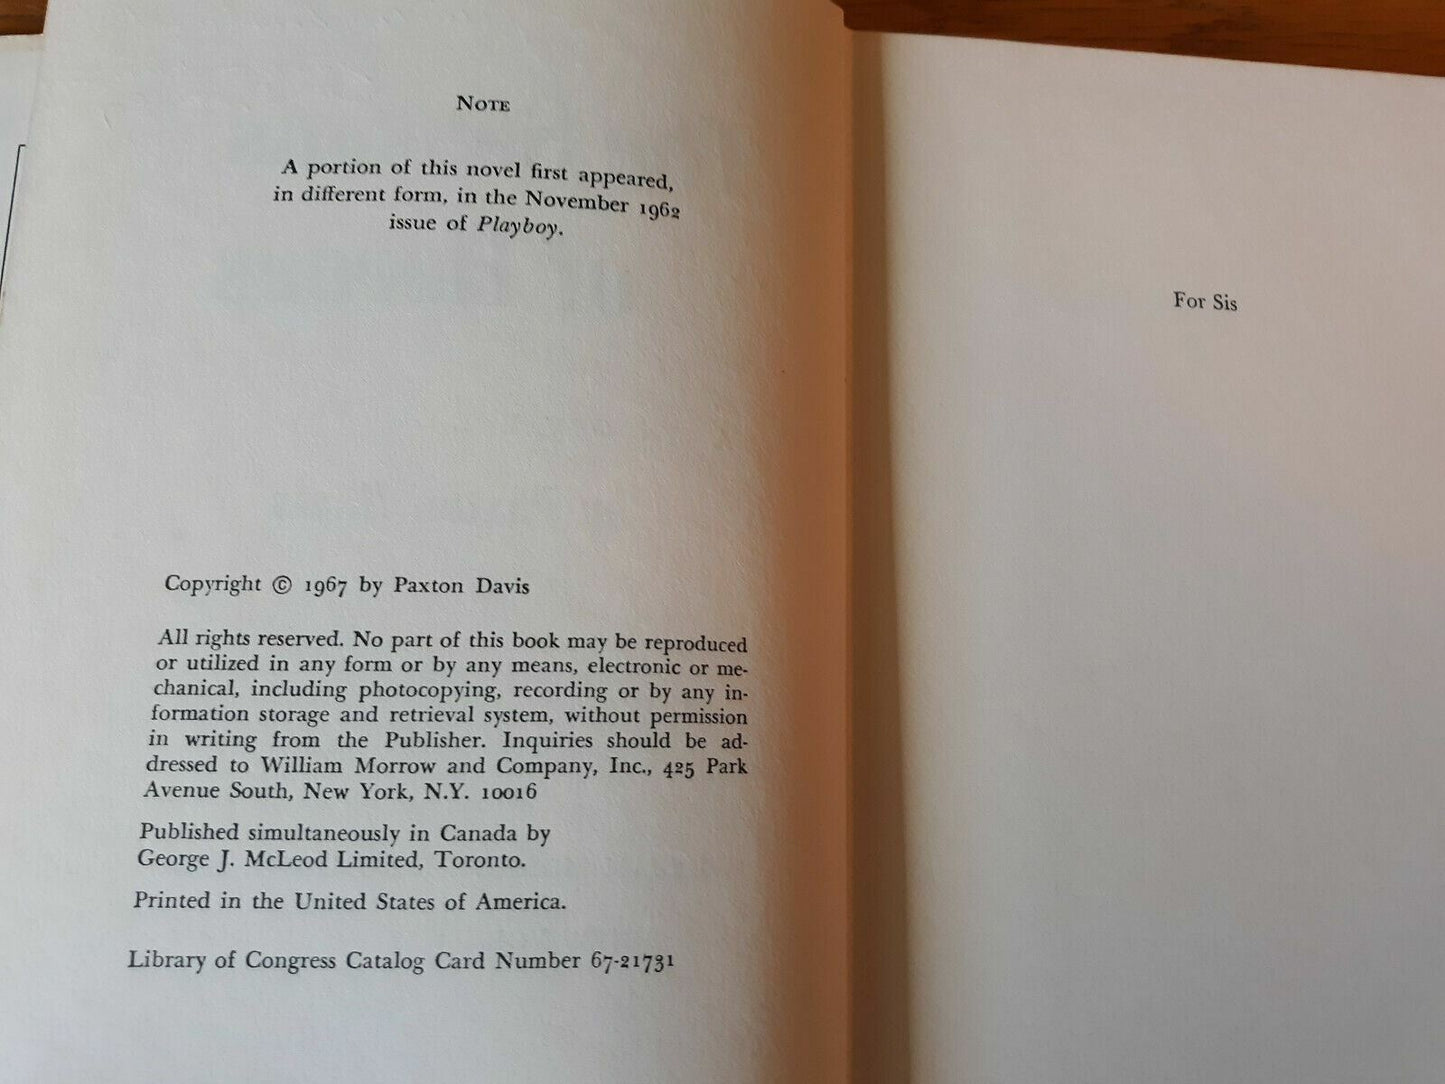 NOTE
A portion of this novel first appeared,
in different form, in the November 1962
issue of Playboy.
Copyright © 1967 by Paxton Davis
All rights reserved. No part of this book may be reproduced
or utilized in any form or by any means, electronic or me-
chanical, including photocopying, recording or by any in-
formation storage and retrieval system, without permission
in writing from the Publisher. Inquiries should be ad-
dressed to William Morrow and Company, Inc., 425 Park
Avenue South, New York, N.Y. 10016
Published simultaneously in Canada by
George J. McLeod Limited, Toronto.
Printed in the United States of America.
Library of Congress Catalog Card Number 67-21731
For Sis